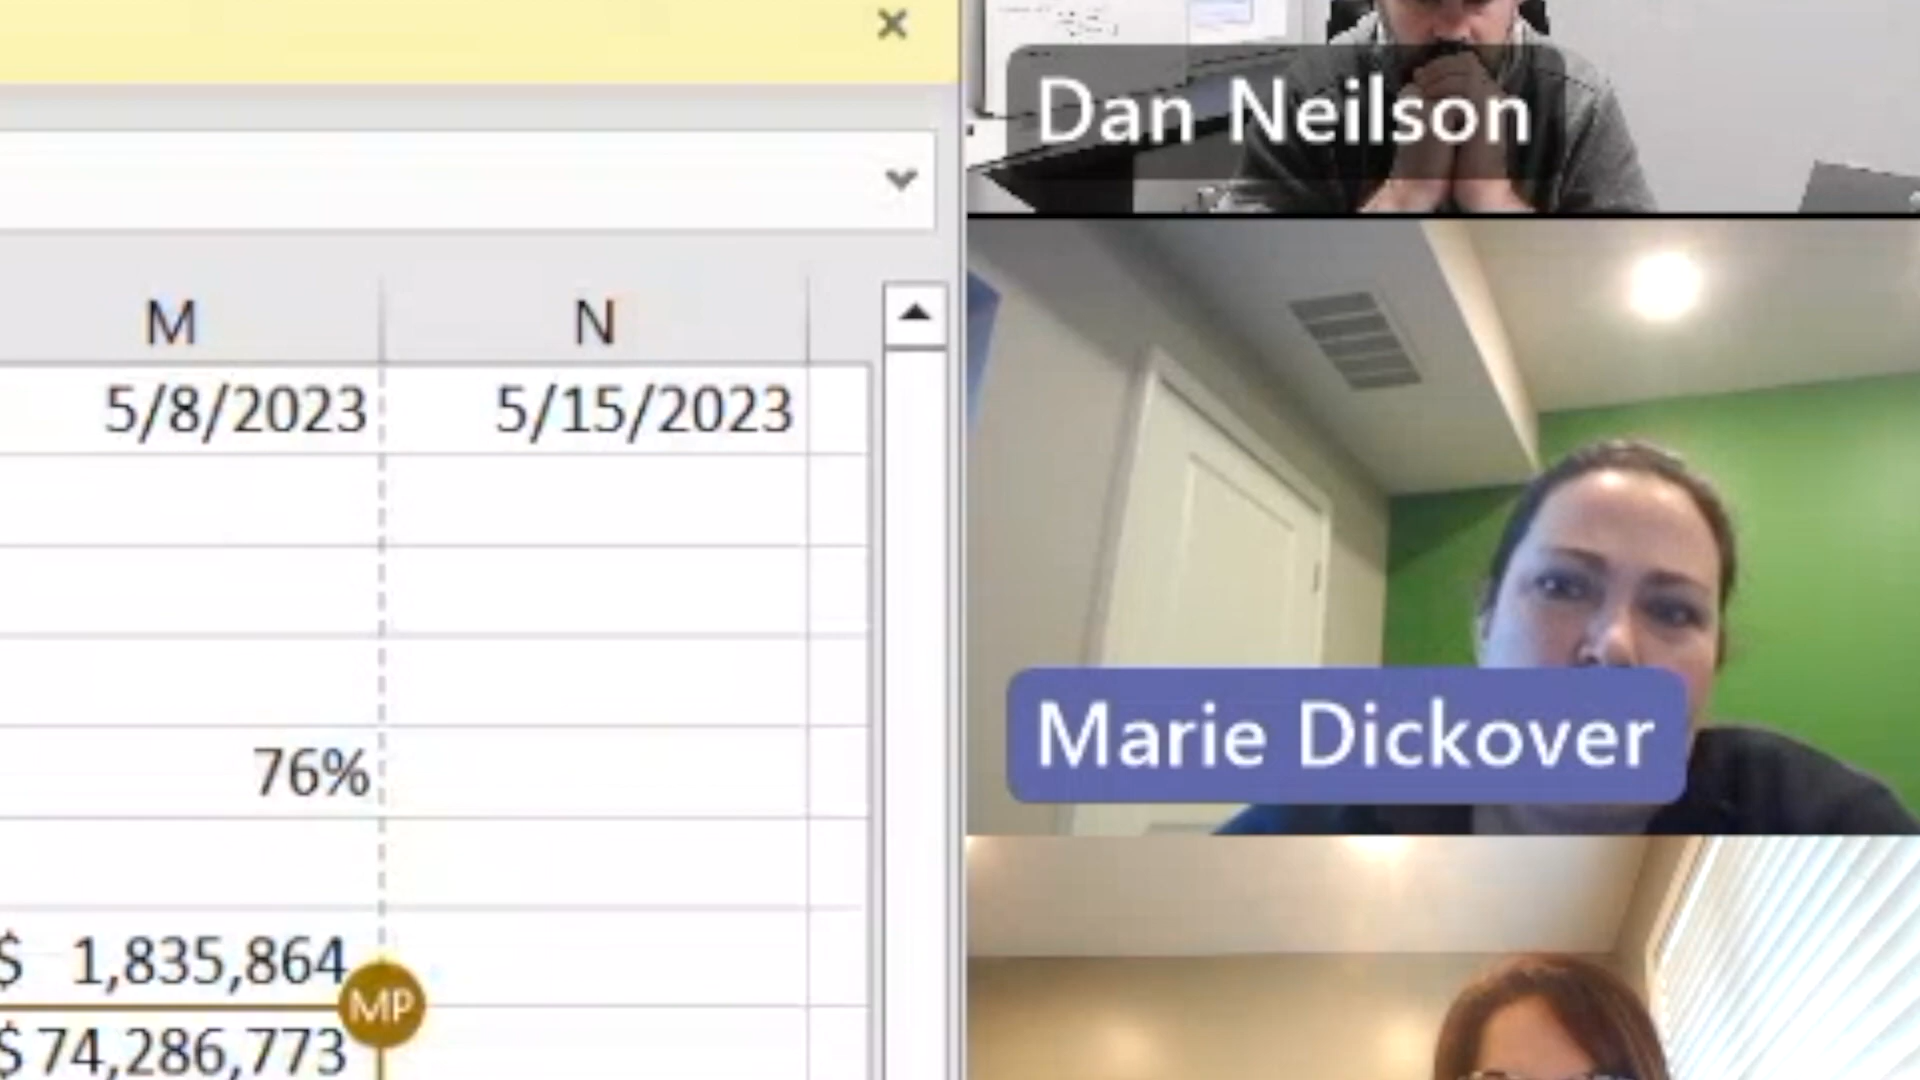 Dan Neilson
M N
5/8/2023 5/15/2023
76%
Marie Dickover
$ 1,835,864
MP
$ 74,286,773